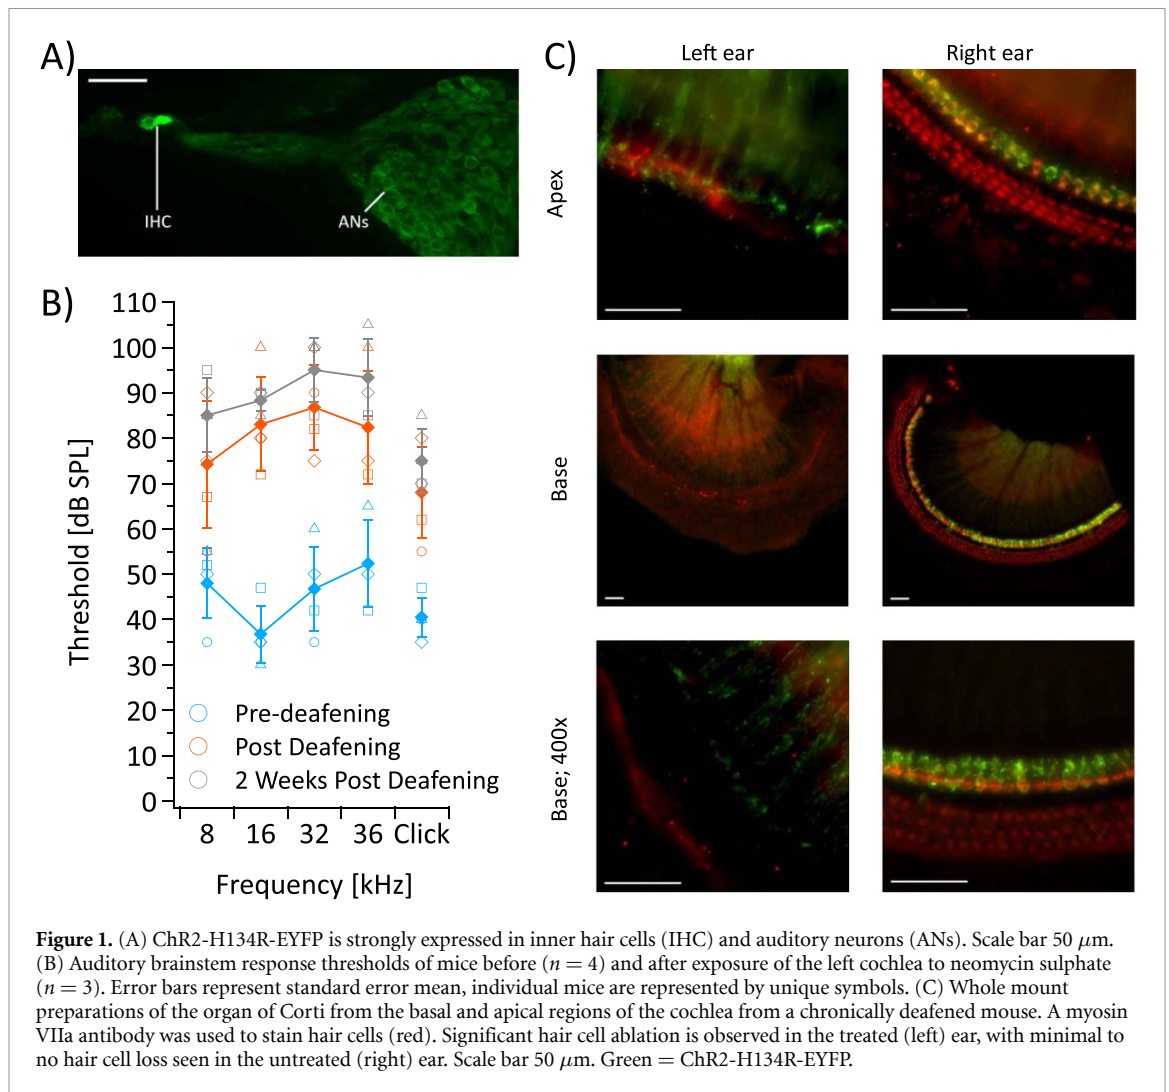 A)
IHC
ANs
B)
Threshold [dB SPL]
110
100
90
80
70
60
50
40
30
20
10
0
Pre-deafening
Post Deafening
2 Weeks Post Deafening
8 16 32 36 Click
Frequency [kHz]
C)
Left ear Right ear
Apex
Base
Base; 400x
Figure 1. (A) ChR2-H134R-EYFP is strongly expressed in inner hair cells (IHC) and auditory neurons (ANs). Scale bar 50 μm.
(B) Auditory brainstem response thresholds of mice before (n = 4) and after exposure of the left cochlea to neomycin sulphate
(n = 3). Error bars represent standard error mean, individual mice are represented by unique symbols. (C) Whole mount
preparations of the organ of Corti from the basal and apical regions of the cochlea from a chronically deafened mouse. A myosin
VIIa antibody was used to stain hair cells (red). Significant hair cell ablation is observed in the treated (left) ear, with minimal to
no hair cell loss seen in the untreated (right) ear. Scale bar 50 μm. Green = ChR2-H134R-EYFP.